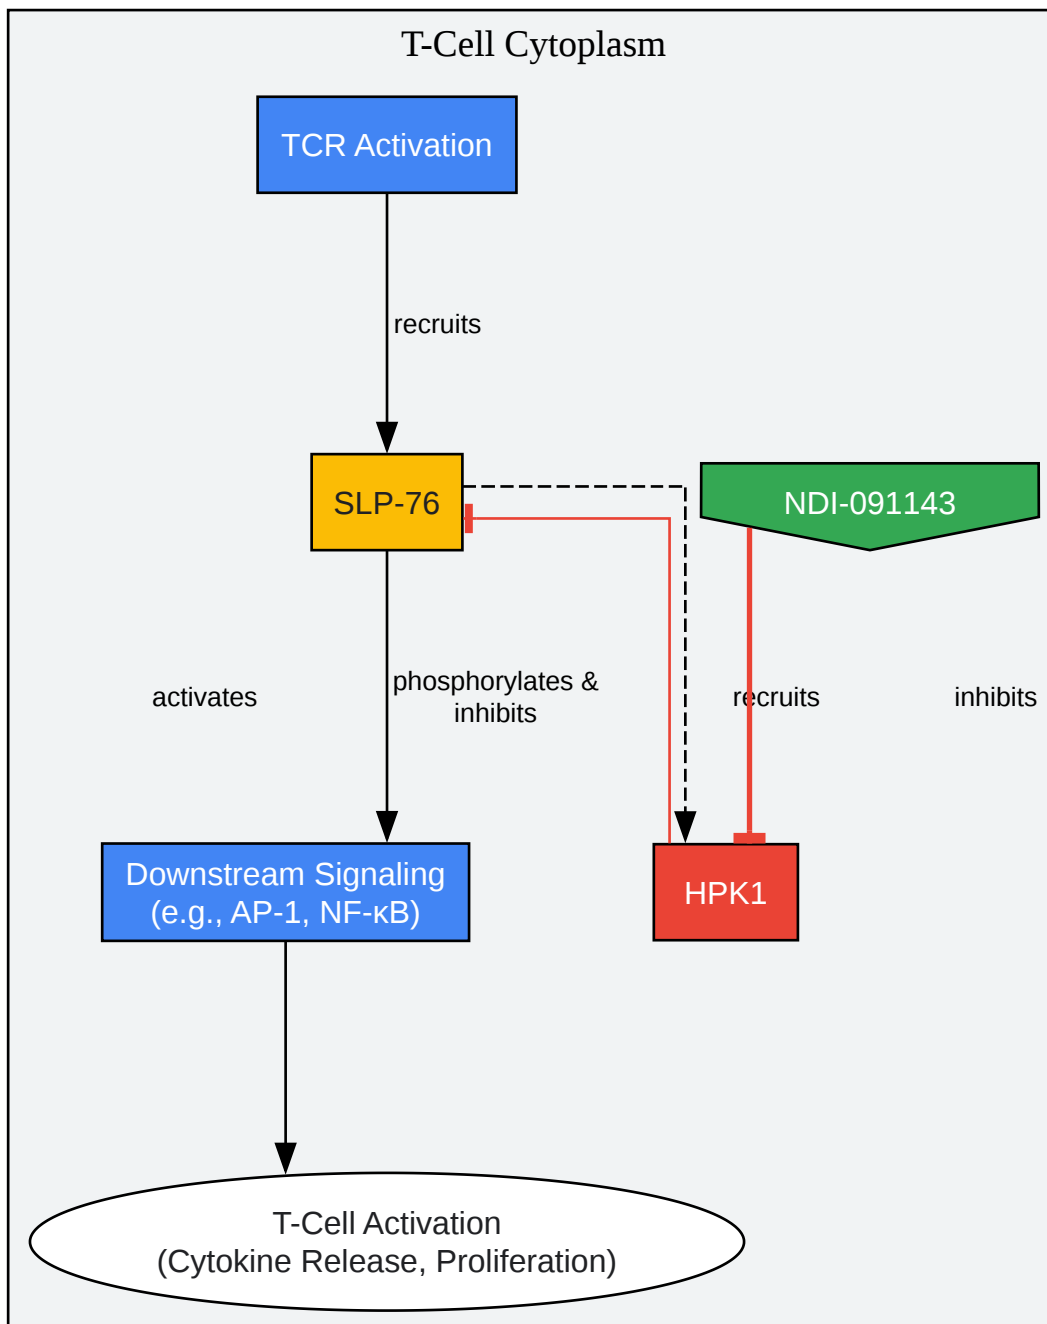 T-Cell Cytoplasm
TCR Activation
recruits
SLP-76
NDI-091143
activates
phosphorylates &
inhibits
recruits
inhibits
Downstream Signaling
(e.g., AP-1, NF-κB)
HPK1
T-Cell Activation
(Cytokine Release, Proliferation)